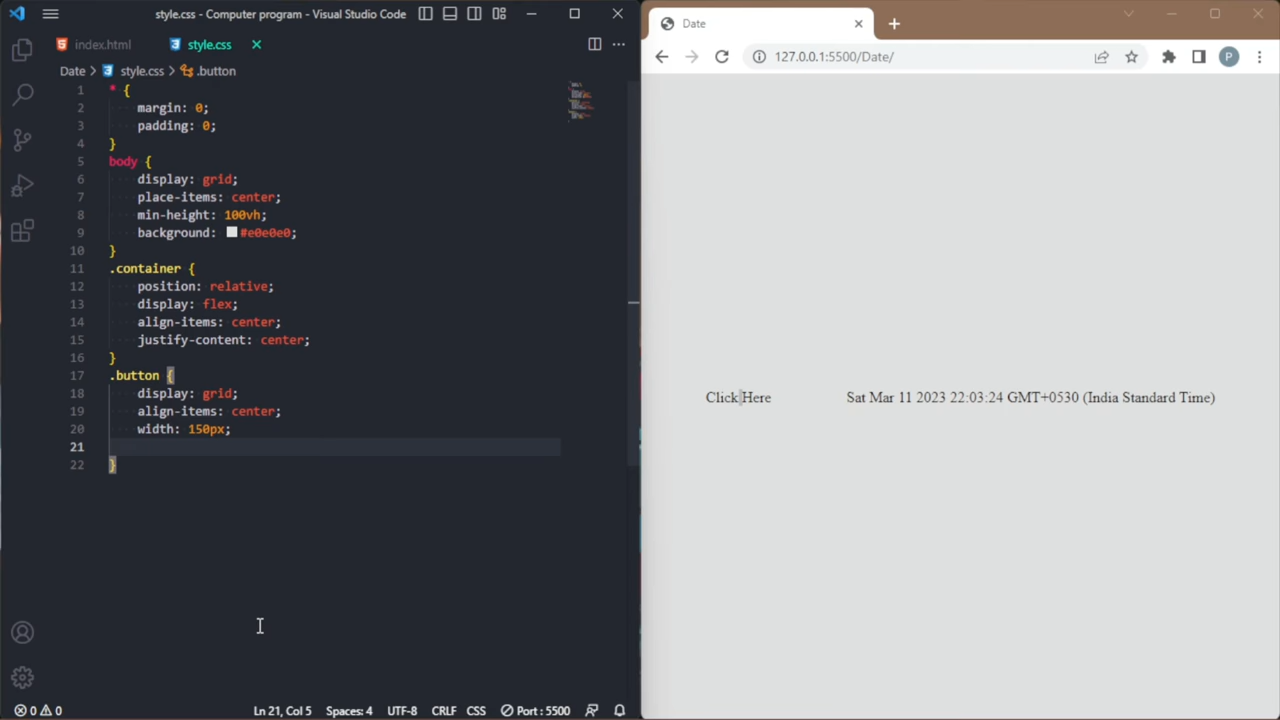 style.css - Computer program - Visual Studio Code
index.html
style.css
Date > style.css > .button
1 * {
2 margin: 0;
3 padding: 0;
4 }
5 body {
6 display: grid;
7 place-items: center;
8 min-height: 100vh;
9 background: #e0e0e0;
10 }
11 .container {
12 position: relative;
13 display: flex;
14 align-items: center;
15 justify-content: center;
16 }
17 .button {
18 display: grid;
19 align-items: center;
20 width: 150px;
21
22 }
0 0
Ln 21, Col 5
Spaces: 4
UTF-8
CRLF
CSS
Port : 5500
Date
127.0.0.1:5500/Date/
P
Click Here
Sat Mar 11 2023 22:03:24 GMT+0530 (India Standard Time)